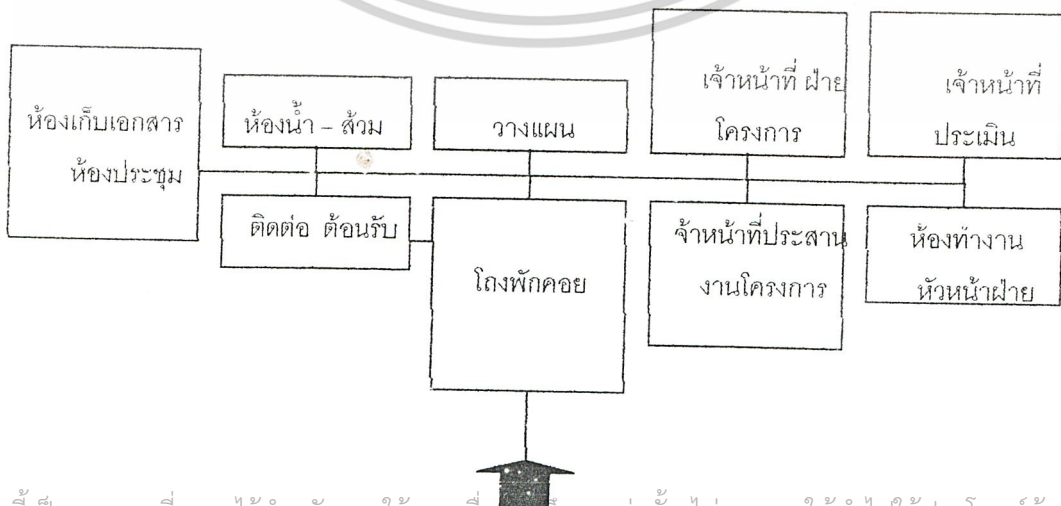 ห้องเก็บเอกสาร
ห้องประชุม
ห้องน้ำ – ส้วม
วางแผน
เจ้าหน้าที่ ฝ่าย
โครงการ
เจ้าหน้าที่
ประเมิน
ติดต่อ ต้อนรับ
โถงพักคอย
จ้าหน้าที่ประสาน
งานโครงการ
ห้องทำงาน
หัวหน้าฝ่าย